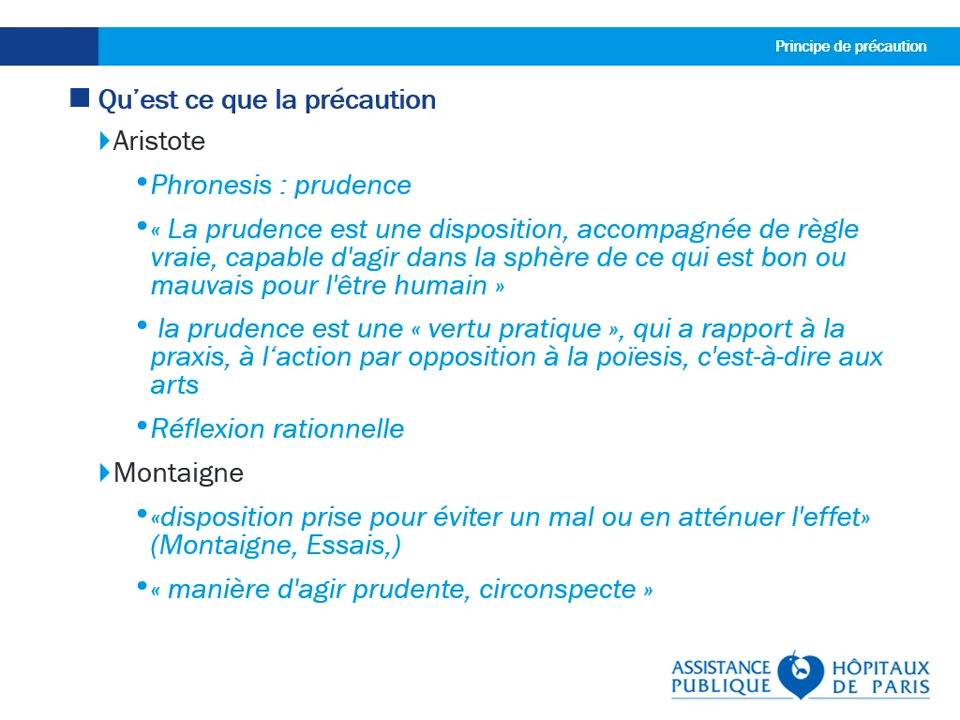 Principe de précaution
Qu’est ce que la précaution
Aristote
Phronesis : prudence
« La prudence est une disposition, accompagnée de règle
vraie, capable d'agir dans la sphère de ce qui est bon ou
mauvais pour l'être humain »
la prudence est une « vertu pratique », qui a rapport à la
praxis, à l‘action par opposition à la poïesis, c'est-à-dire aux
arts
Réflexion rationnelle
Montaigne
«disposition prise pour éviter un mal ou en atténuer l'effet»
(Montaigne, Essais,)
« manière d'agir prudente, circonspecte »
ASSISTANCE HÔPITAUX
PUBLIQUE DE PARIS